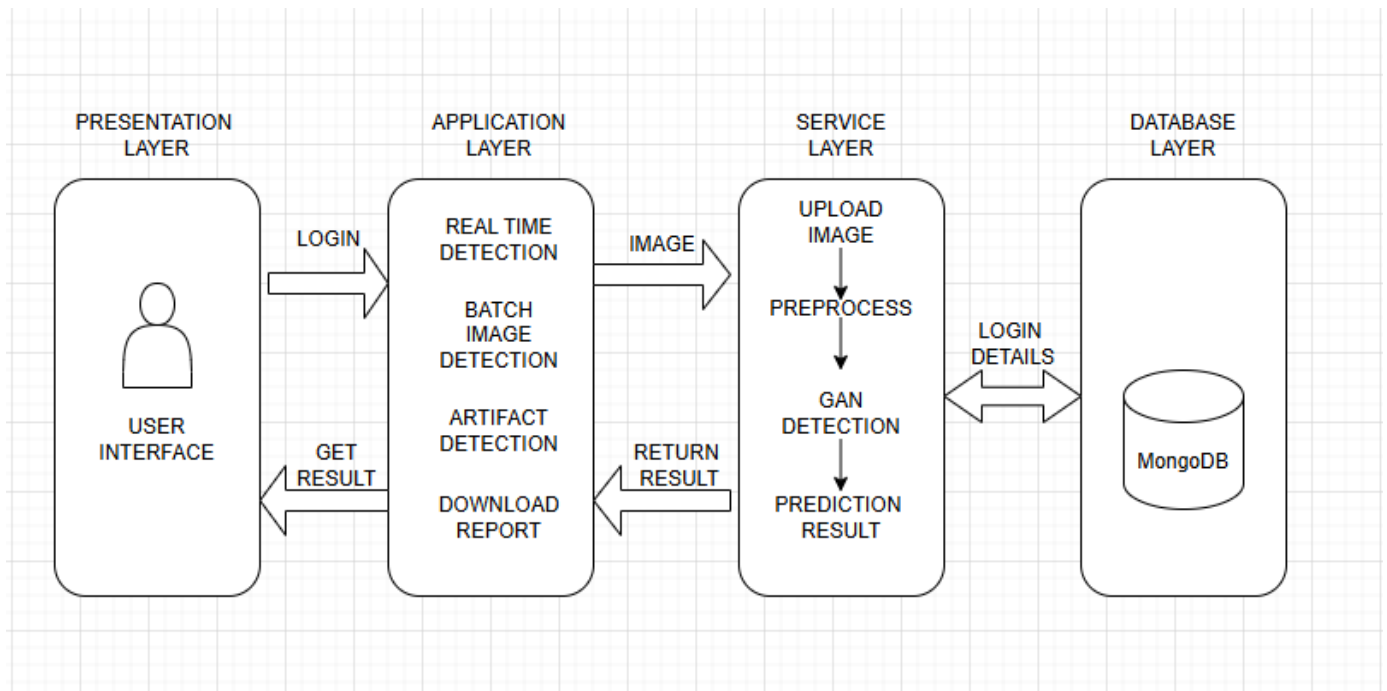 PRESENTATION
LAYER
APPLICATION
LAYER
SERVICE
LAYER
DATABASE
LAYER
USER
INTERFACE
LOGIN
GET
RESULT
REAL TIME
DETECTION
BATCH
IMAGE
DETECTION
ARTIFACT
DETECTION
DOWNLOAD
REPORT
IMAGE
RETURN
RESULT
UPLOAD
IMAGE
PREPROCESS
GAN
DETECTION
PREDICTION
RESULT
LOGIN
DETAILS
MongoDB